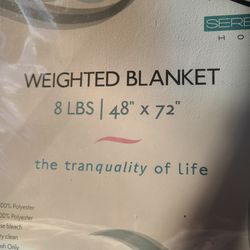 SERE
HO
WEIGHTED BLANKET
8 LBS | 48" x 72"
the tranquality of life
100% Polyester
00% Polyester
se bleach
ry clean
sh Only